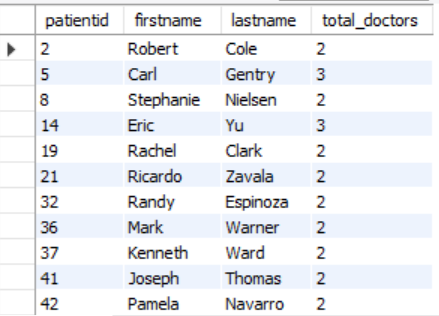 patientid firstname lastname total_doctors
2 Robert Cole 2
5 Carl Gentry 3
8 Stephanie Nielsen 2
14 Eric Yu 3
19 Rachel Clark 2
21 Ricardo Zavala 2
32 Randy Espinoza 2
36 Mark Warner 2
37 Kenneth Ward 2
41 Joseph Thomas 2
42 Pamela Navarro 2